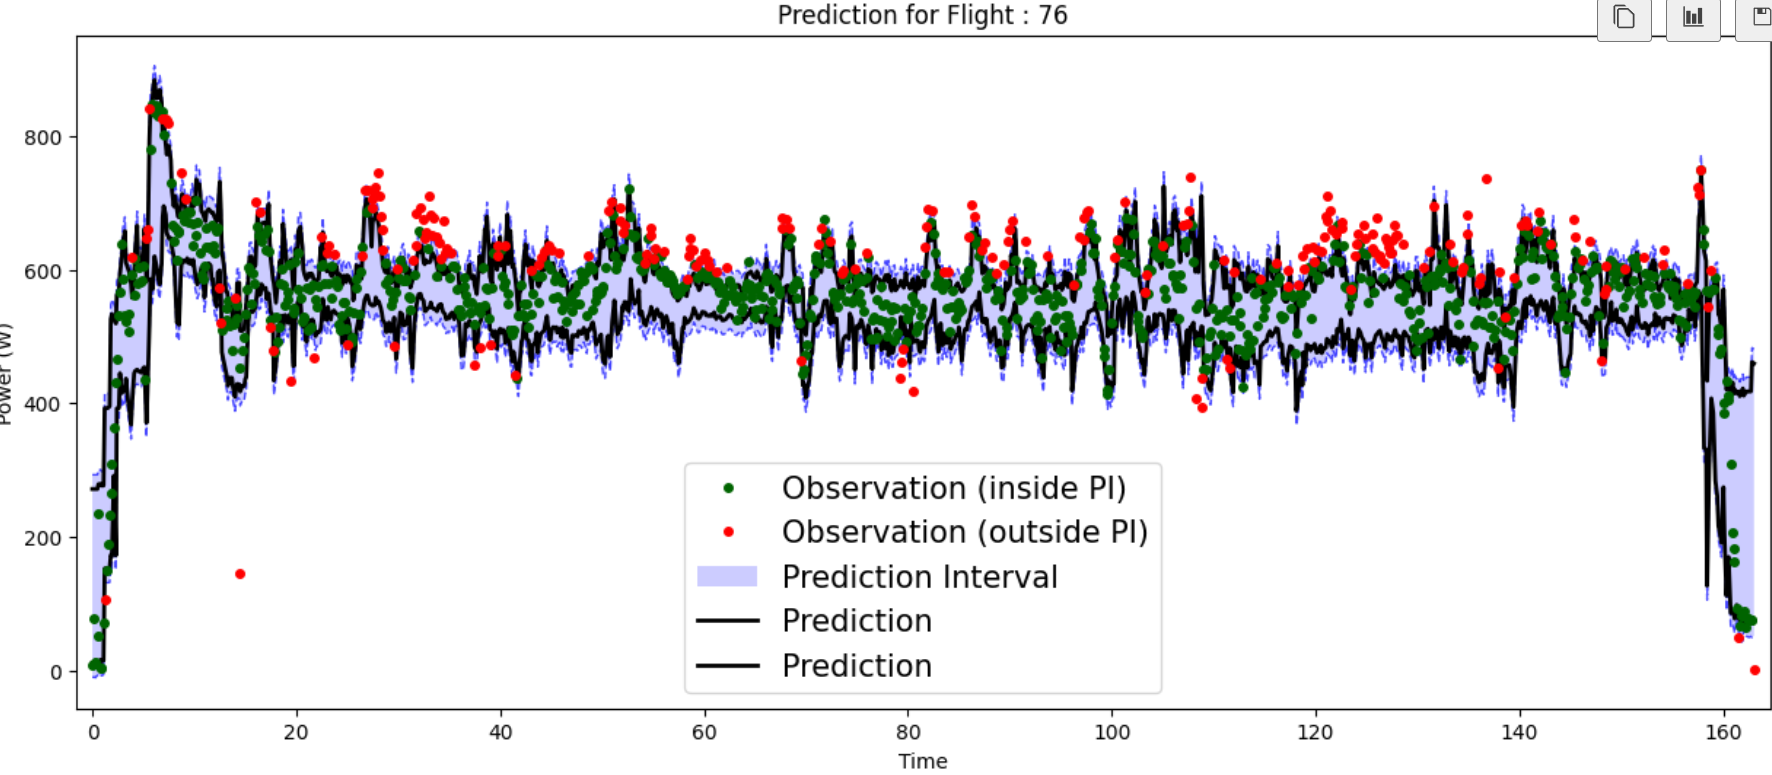 Prediction for Flight : 76
Power (W)
800
600
400
200
0
Observation (inside PI)
Observation (outside PI)
Prediction Interval
Prediction
Prediction
0 20 40 60 80 100 120 140 160
Time